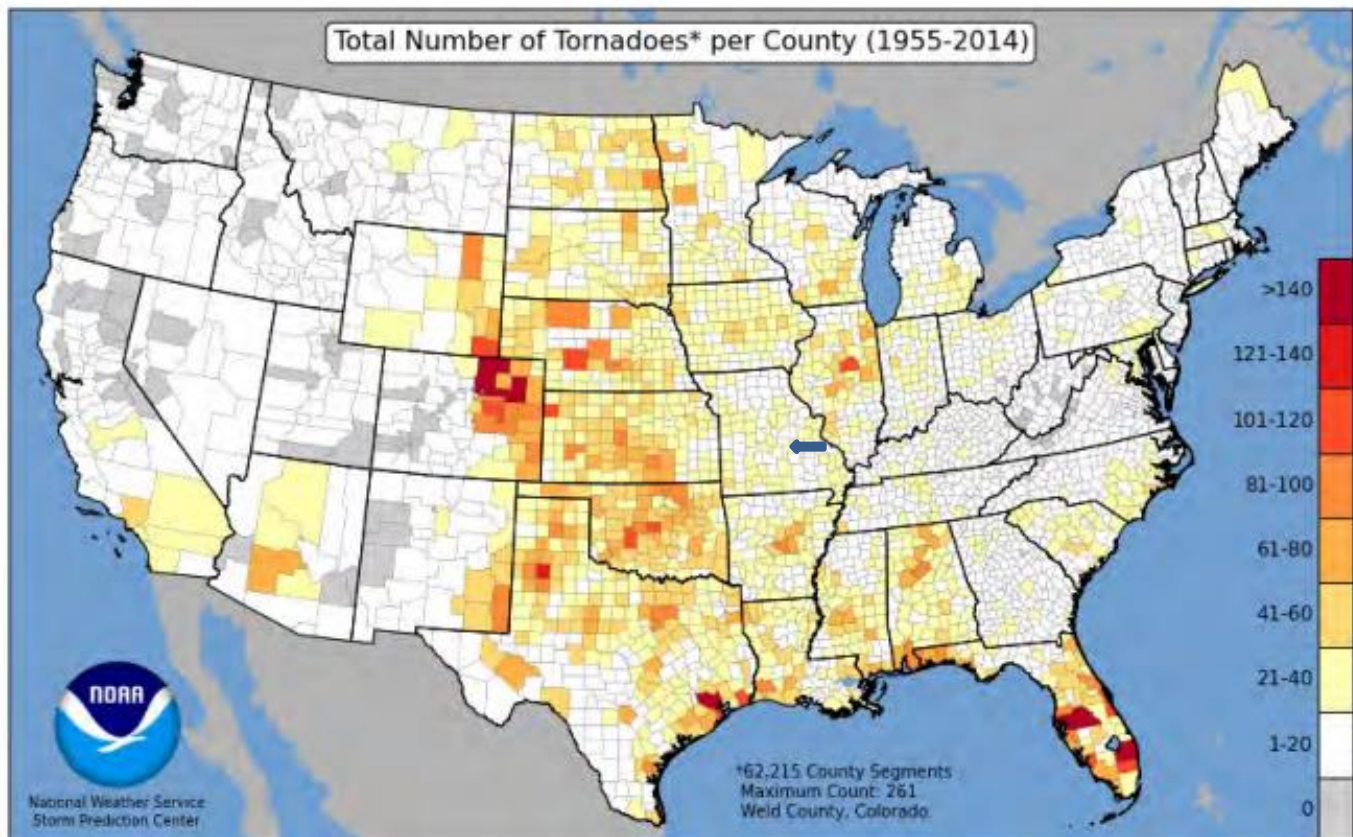 Total Number of Tornadoes* per County (1955-2014)
>140
121-140
101-120
81-100
61-80
41-60
21-40
1-20
0
NOAA
National Weather Service
Storm Prediction Center
*62,215 County Segments
Maximum Count: 261
Weld County, Colorado